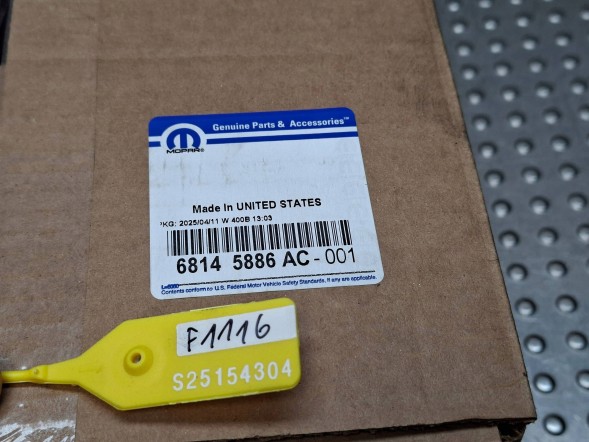 Genuine Parts & Accessories™
MOPAR®
Made In UNITED STATES
PKG: 2025/04/11 W 400B 13:03
6814 5886 AC - 001
Contents conform to U.S. Federal Motor Vehicle Safety Standards, if any are applicable.
F1116
S25154304